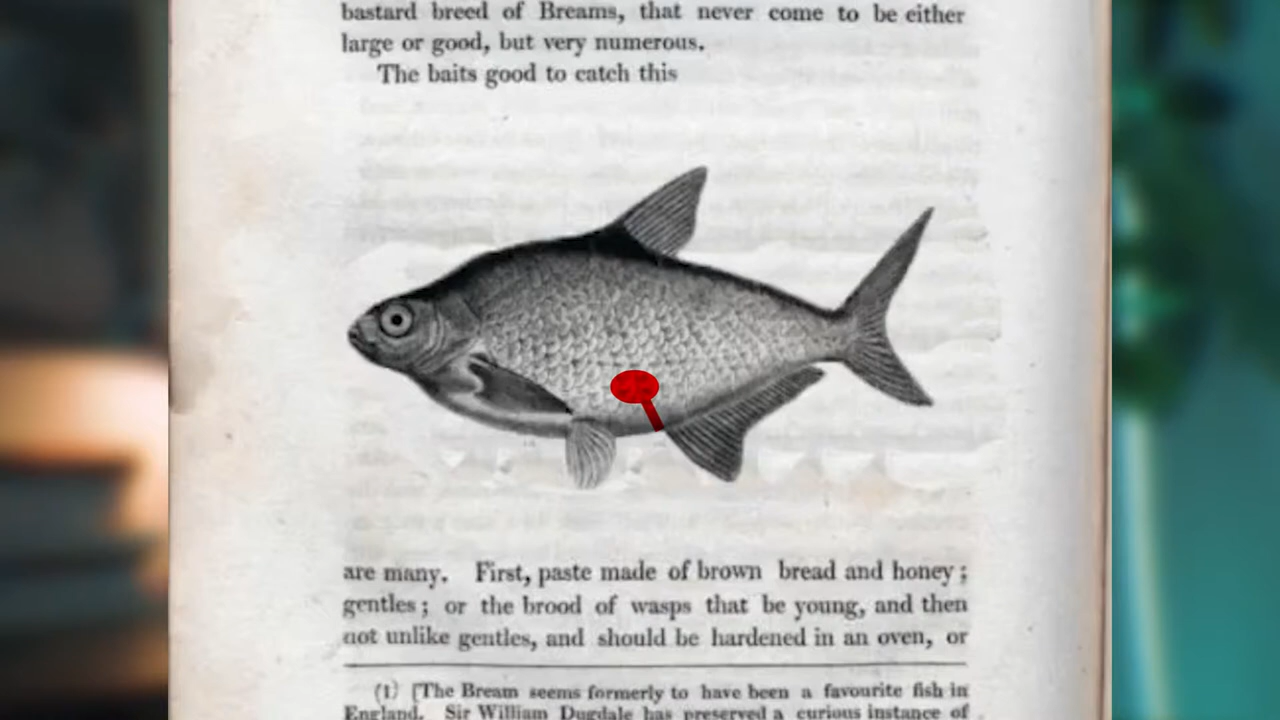 bastard breed of Breams, that never come to be either
large or good, but very numerous.
The baits good to catch this
are many. First, paste made of brown bread and honey;
gentles; or the brood of wasps that be young, and then
not unlike gentles, and should be hardened in an oven, or
(1) [The Bream seems formerly to have been a favourite fish in
England. Sir William Dugdale has preserved a curious instance of